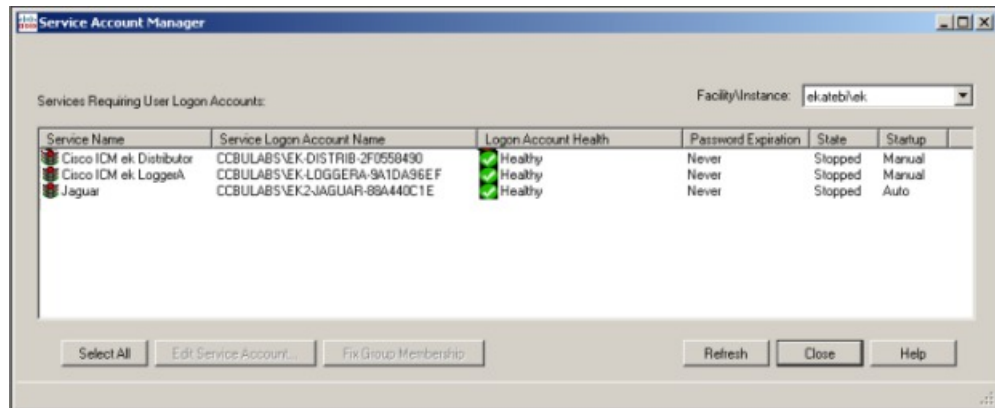 Service Account Manager
Services Requiring User Logon Accounts:
Facility\Instance: ekatebi\ek
Service Name Service Logon Account Name Logon Account Health Password Expiration State Startup
Cisco ICM ek Distributor CCBULABS\EK-DISTRIB-2F0558490 Healthy Never Stopped Manual
Cisco ICM ek LoggerA CCBULABS\EK-LOGGERA-9A1DA96EF Healthy Never Stopped Manual
Jaguar CCBULABS\EK2-JAGUAR-88A440C1E Healthy Never Stopped Auto
Select All Edit Service Account... Fix Group Membership Refresh Close Help